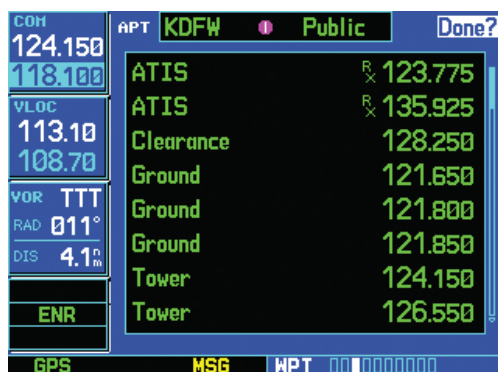 COM
124.150
118.100
VLOC
113.10
108.70
VOR TTT
RAD 011°
DIS 4.1nm
ENR
GPS
APT KDFW Public Done?
ATIS Rx 123.775
ATIS Rx 135.925
Clearance 128.250
Ground 121.650
Ground 121.800
Ground 121.850
Tower 124.150
Tower 126.550
MSG WPT